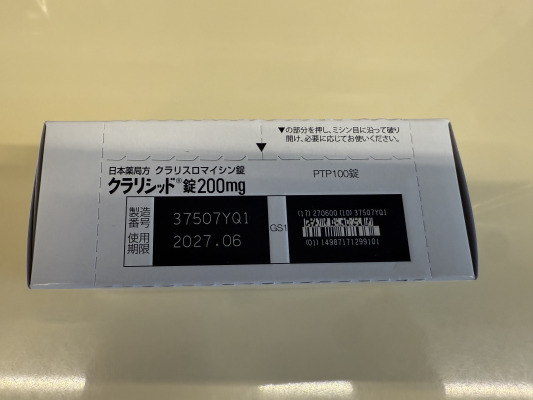 ▼の部分を押し、ミシン目に沿って破り
開け、必要に応じてお使いください。
▼
日本薬局方 クラリスロマイシン錠
クラリシッド®錠200mg
PTP100錠
製造
番号
37507YQ1
使用
期限
2027.06
GS1
(17) 270600 (10) 37507YQ1
(01) 14987171299101